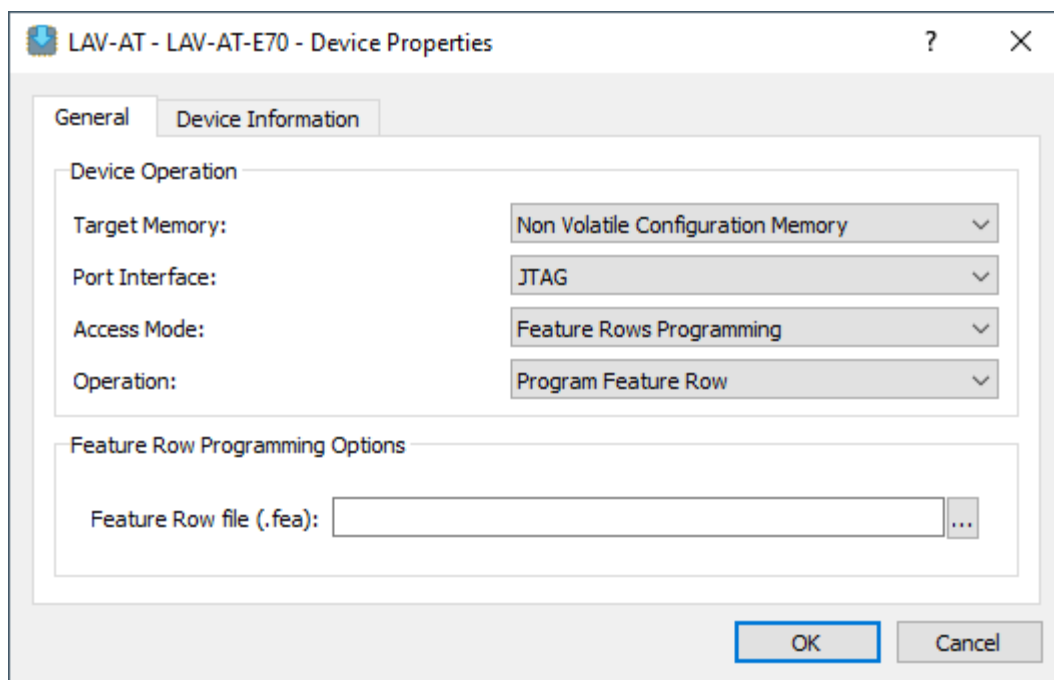 LAV-AT - LAV-AT-E70 - Device Properties ?
General Device Information
Device Operation
Target Memory: Non Volatile Configuration Memory
Port Interface: JTAG
Access Mode: Feature Rows Programming
Operation: Program Feature Row
Feature Row Programming Options
Feature Row file (.fea): ...
OK Cancel